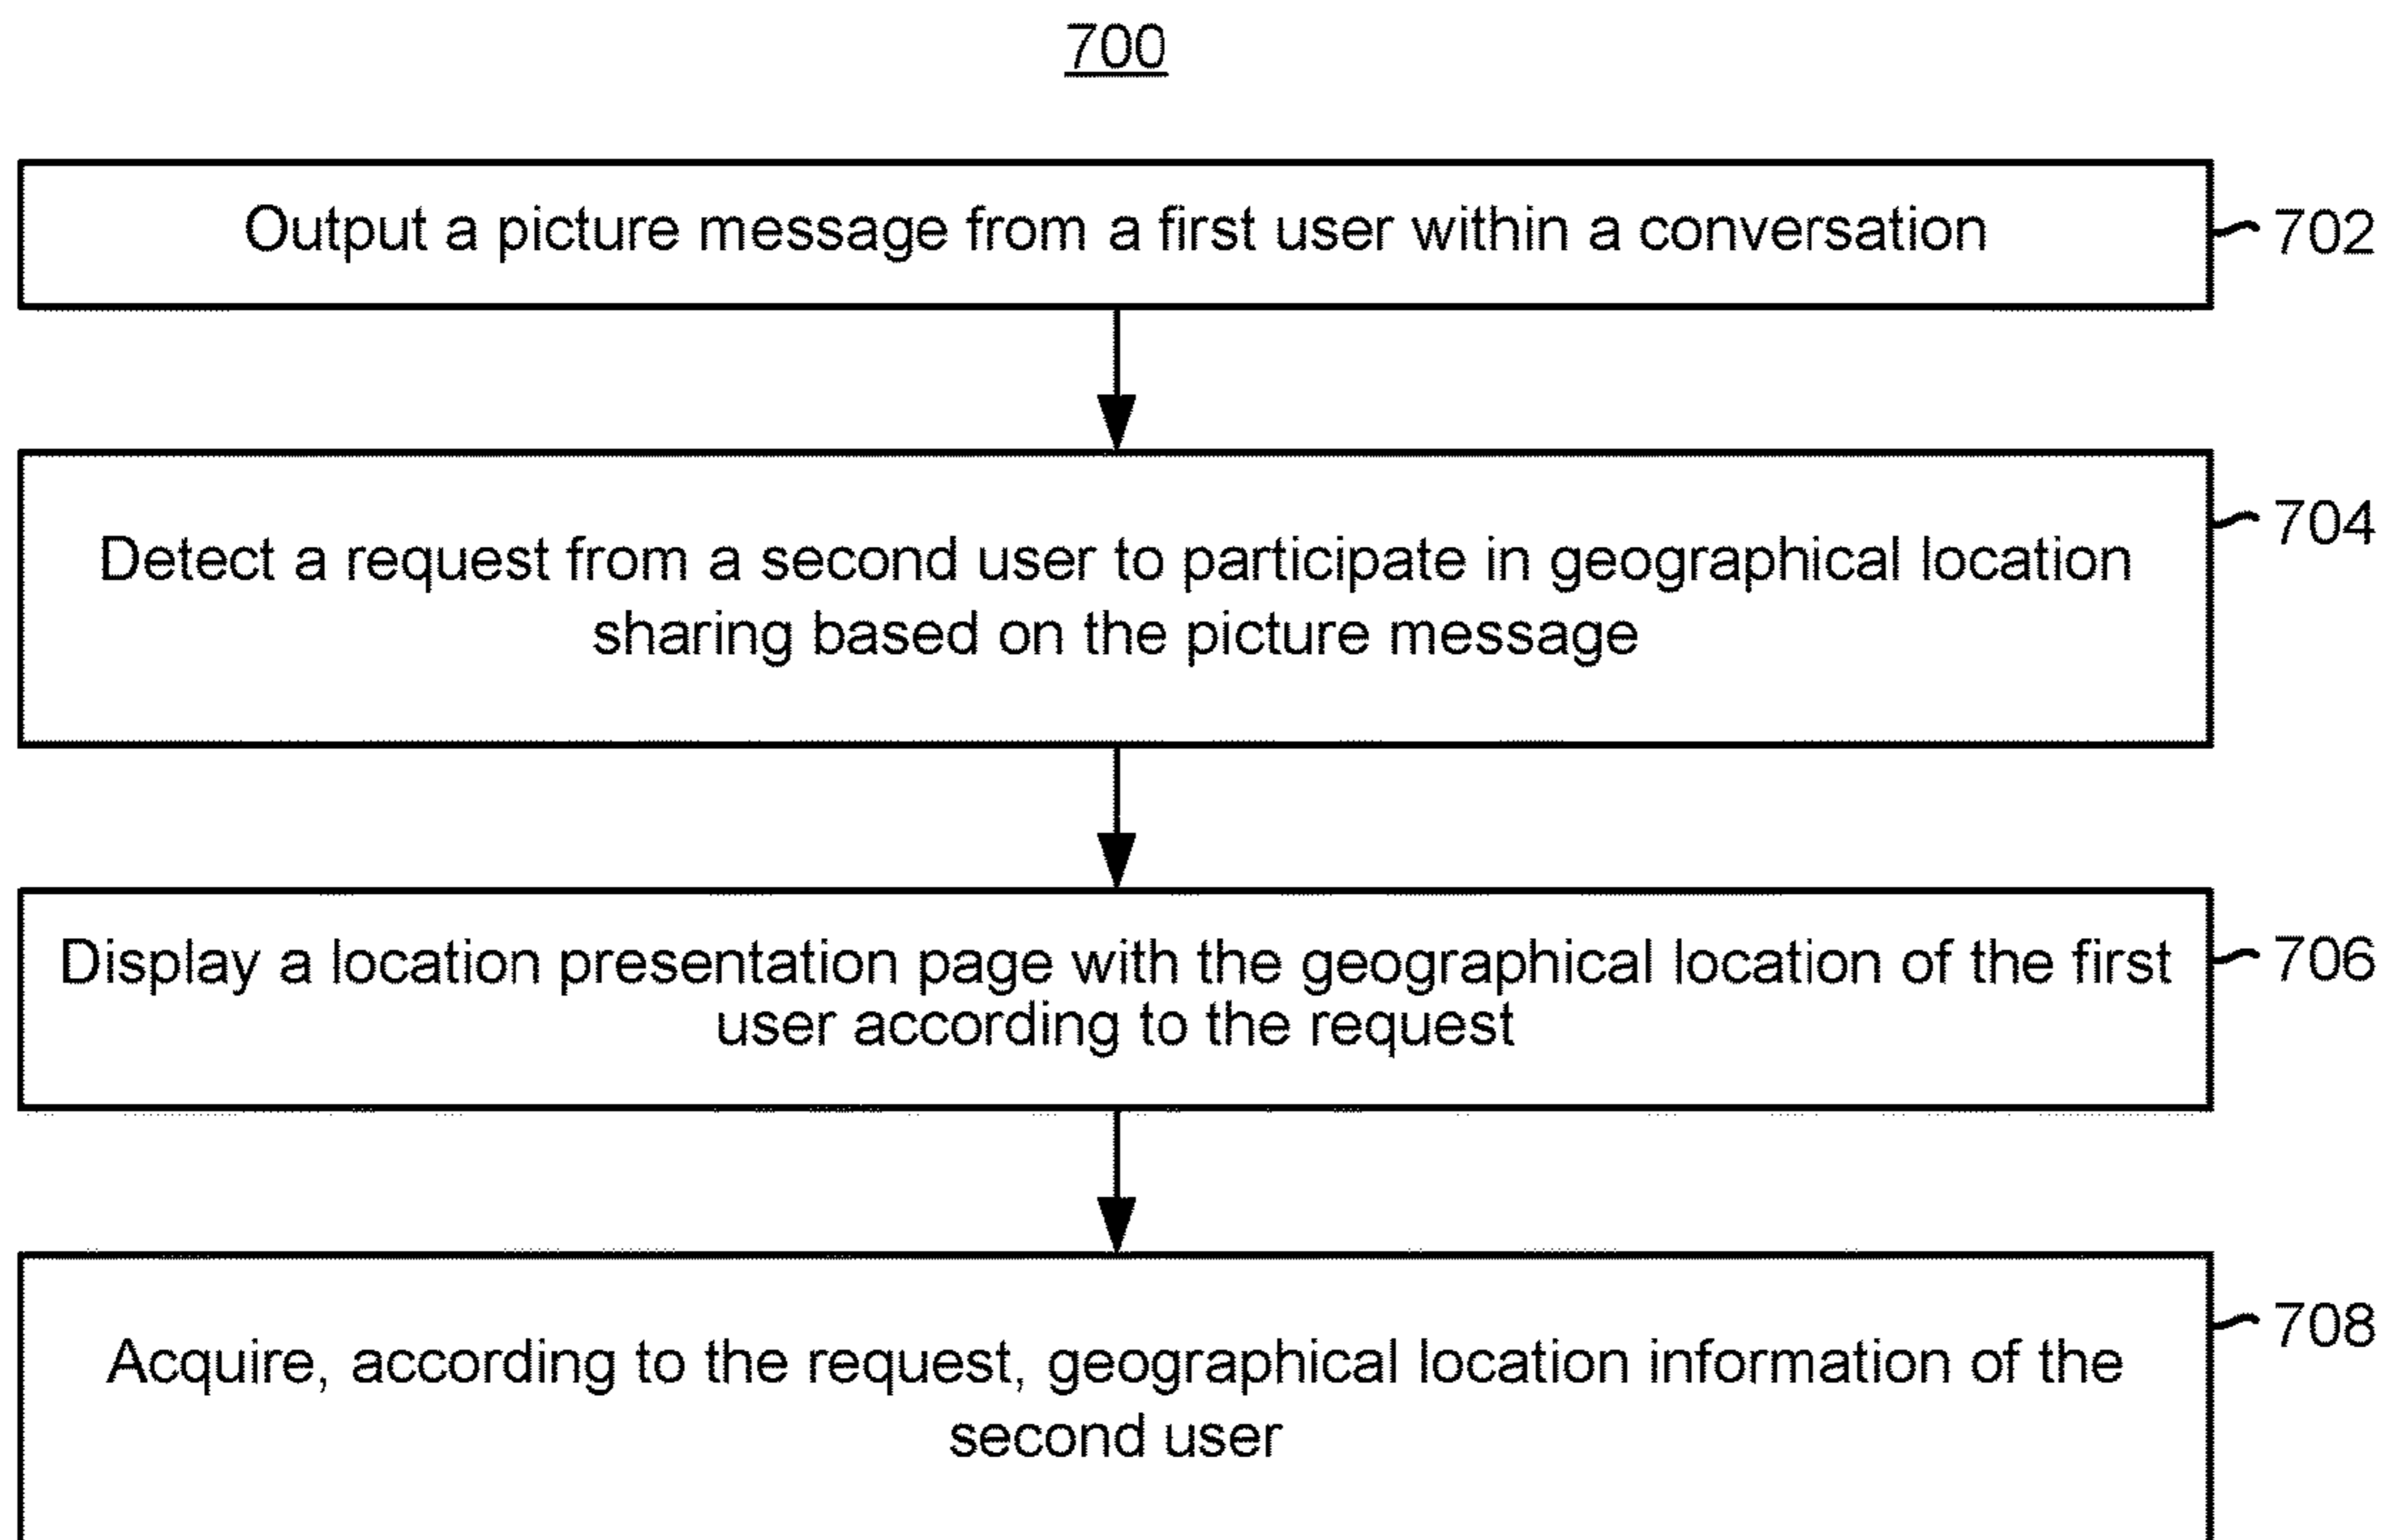 700
Output a picture message from a first user within a conversation
702
Detect a request from a second user to participate in geographical location
sharing based on the picture message
704
Display a location presentation page with the geographical location of the first
user according to the request
706
Acquire, according to the request, geographical location information of the
second user
708